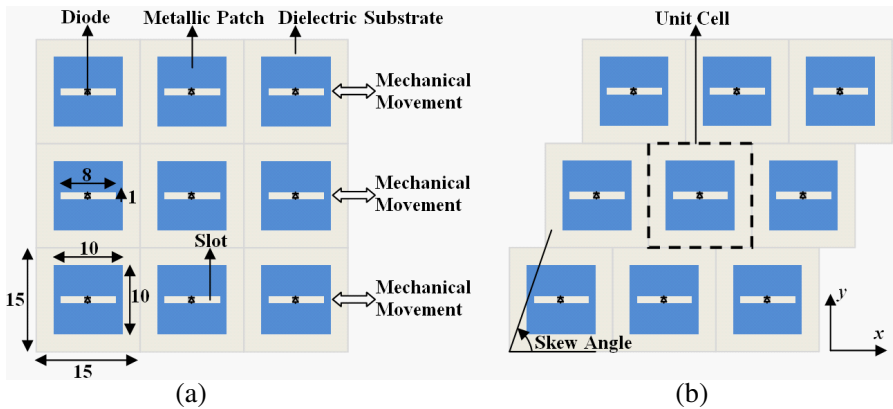 Diode
Metallic Patch
Dielectric Substrate
Mechanical
Movement
8
1
Mechanical
Movement
Slot
10
15
10
Mechanical
Movement
15
(a)
Unit Cell
Skew Angle
y
x
(b)